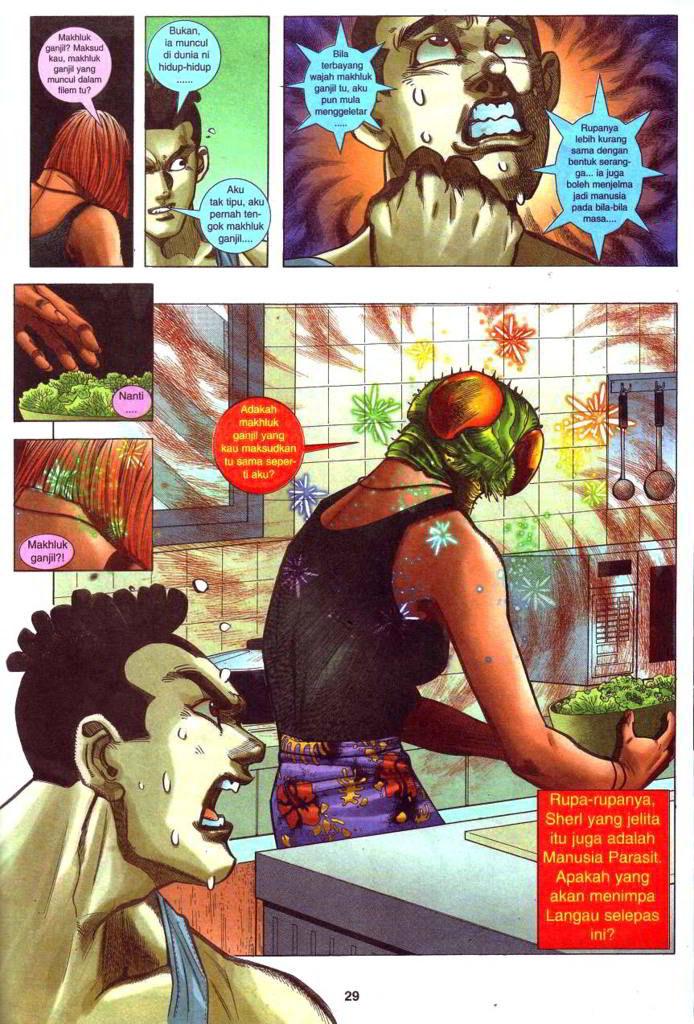 Makhluk
ganjil? Maksud
kau, makhluk
ganjil yang
muncul dalam
filem tu?
Bukan,
ia muncul
di dunia ni
hidup-hidup
......
Aku
tak tipu, aku
pernah ten-
gok makhluk
ganjil....
Bila
terbayang
wajah makhluk
ganjil tu, aku
pun mula
menggeletar
.....
Rupanya
lebih kurang
sama dengan
bentuk serang-
ga... ia juga
boleh menjelma
jadi manusia
pada bila-bila
masa....
Nanti
....
Makhluk
ganjil?!
Adakah
makhluk
ganjil yang
kau maksudkan
tu sama seper-
ti aku?
Rupa-rupanya,
Sherl yang jelita
itu juga adalah
Manusia Parasit.
Apakah yang
akan menimpa
Langau selepas
ini?
29